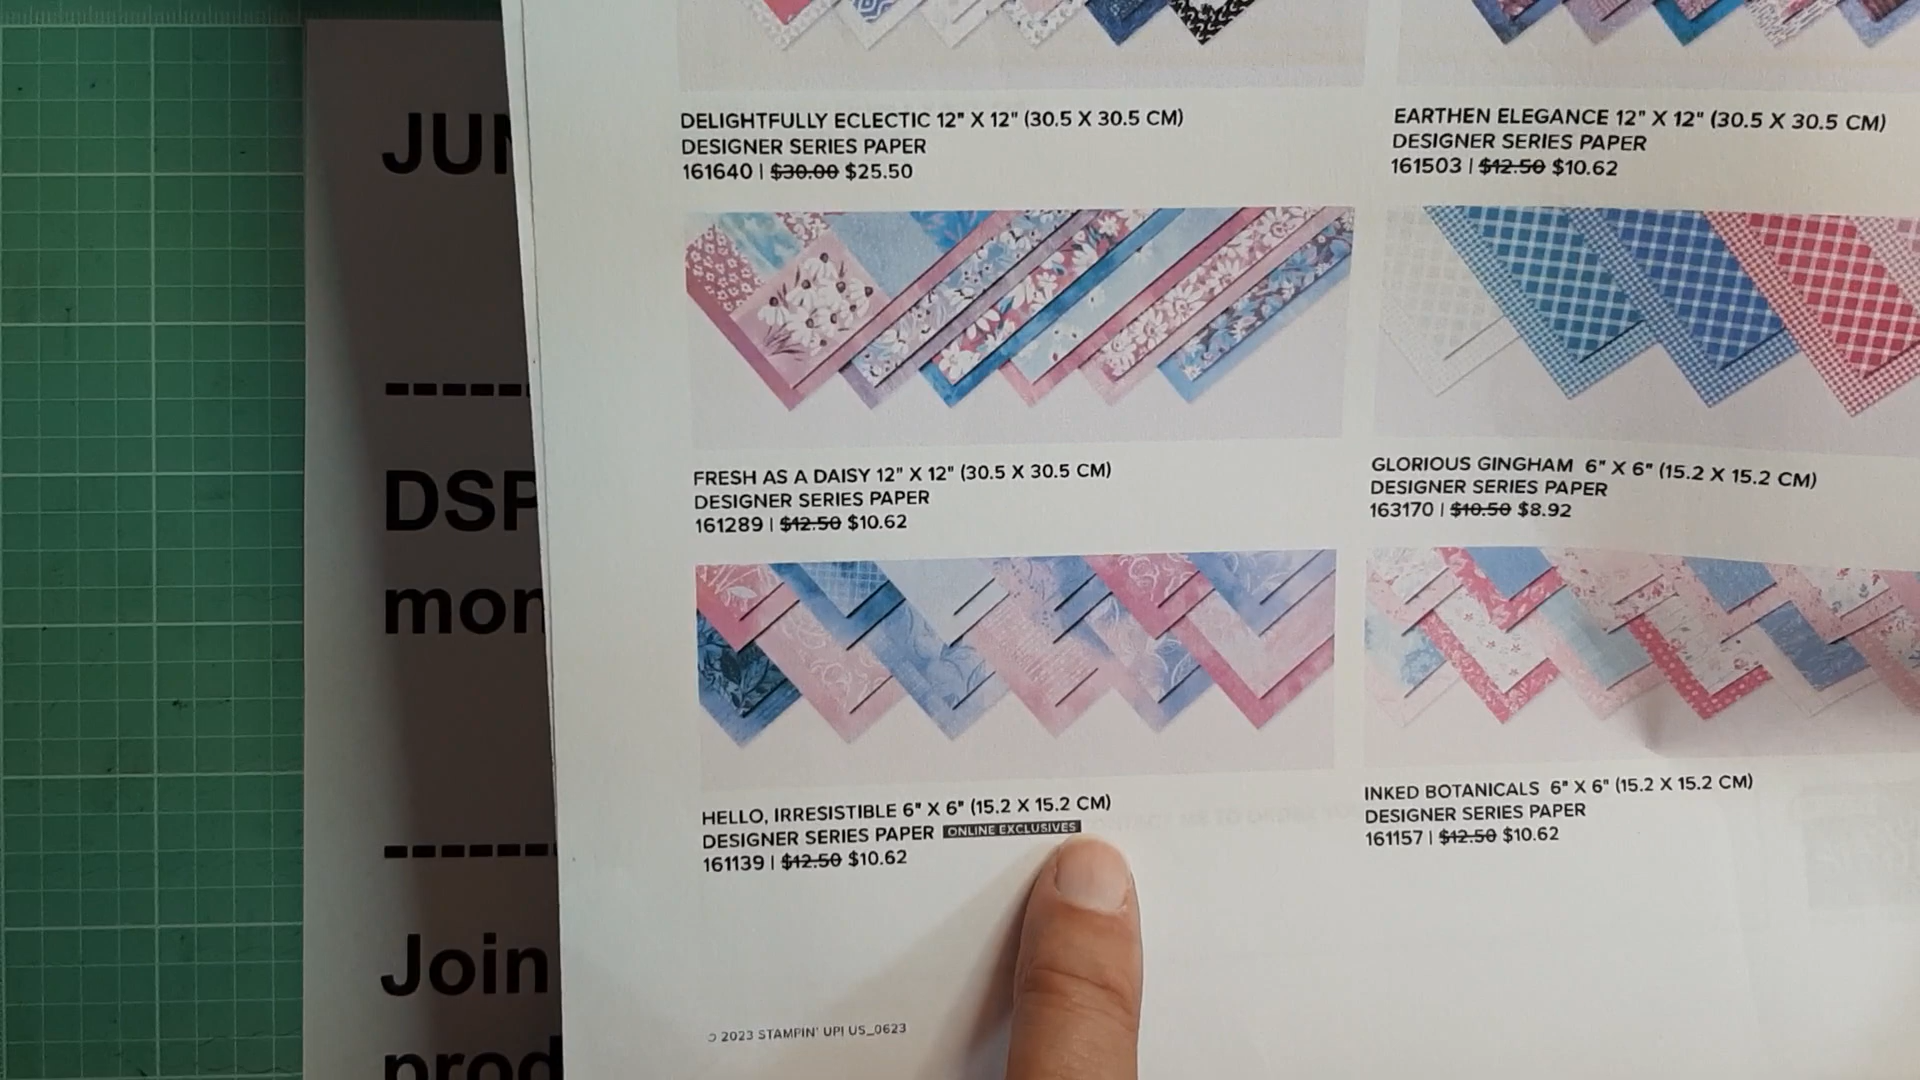 JUN
DSP
mon
Join
prod
DELIGHTFULLY ECLECTIC 12" X 12" (30.5 X 30.5 CM)
DESIGNER SERIES PAPER
161640 | $30.00 $25.50
EARTHEN ELEGANCE 12" X 12" (30.5 X 30.5 CM)
DESIGNER SERIES PAPER
161503 | $12.50 $10.62
FRESH AS A DAISY 12" X 12" (30.5 X 30.5 CM)
DESIGNER SERIES PAPER
161289 | $12.50 $10.62
GLORIOUS GINGHAM 6" X 6" (15.2 X 15.2 CM)
DESIGNER SERIES PAPER
163170 | $10.50 $8.92
HELLO, IRRESISTIBLE 6" X 6" (15.2 X 15.2 CM)
DESIGNER SERIES PAPER ONLINE EXCLUSIVES
161139 | $12.50 $10.62
INKED BOTANICALS 6" X 6" (15.2 X 15.2 CM)
DESIGNER SERIES PAPER
161157 | $12.50 $10.62
© 2023 STAMPIN' UP! US_0623